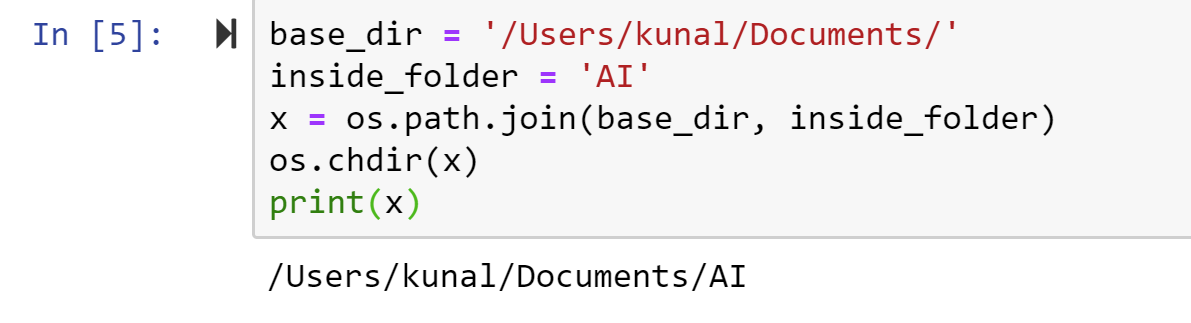 In [5]: base_dir = '/Users/kunal/Documents/'
inside_folder = 'AI'
x = os.path.join(base_dir, inside_folder)
os.chdir(x)
print(x)
/Users/kunal/Documents/AI